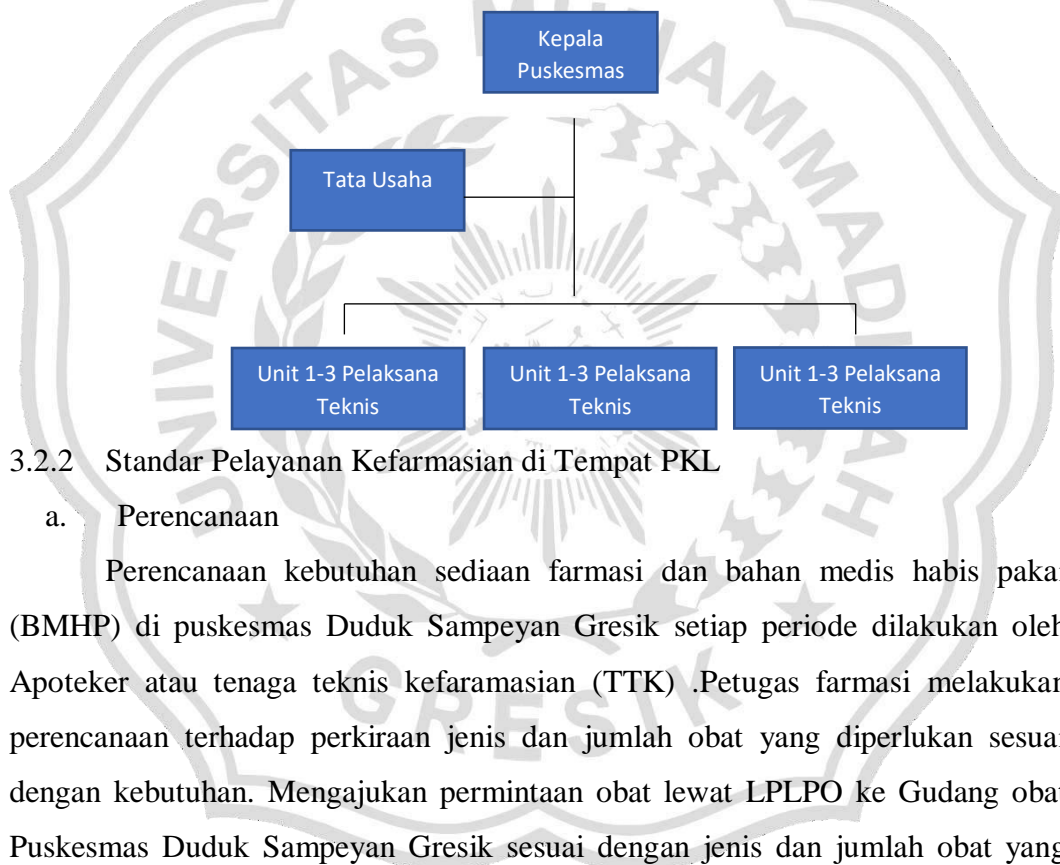 UNIVERSITAS MUHAMMADIYAH
GRESIK
Kepala
Puskesmas
Tata Usaha
Unit 1-3 Pelaksana
Teknis
Unit 1-3 Pelaksana
Teknis
Unit 1-3 Pelaksana
Teknis
3.2.2 Standar Pelayanan Kefarmasian di Tempat PKL
a. Perencanaan
Perencanaan kebutuhan sediaan farmasi dan bahan medis habis pakai
(BMHP) di puskesmas Duduk Sampeyan Gresik setiap periode dilakukan oleh
Apoteker atau tenaga teknis kefaramasian (TTK) .Petugas farmasi melakukan
perencanaan terhadap perkiraan jenis dan jumlah obat yang diperlukan sesuai
dengan kebutuhan. Mengajukan permintaan obat lewat LPLPO ke Gudang obat
Puskesmas Duduk Sampeyan Gresik sesuai dengan jenis dan jumlah obat yang